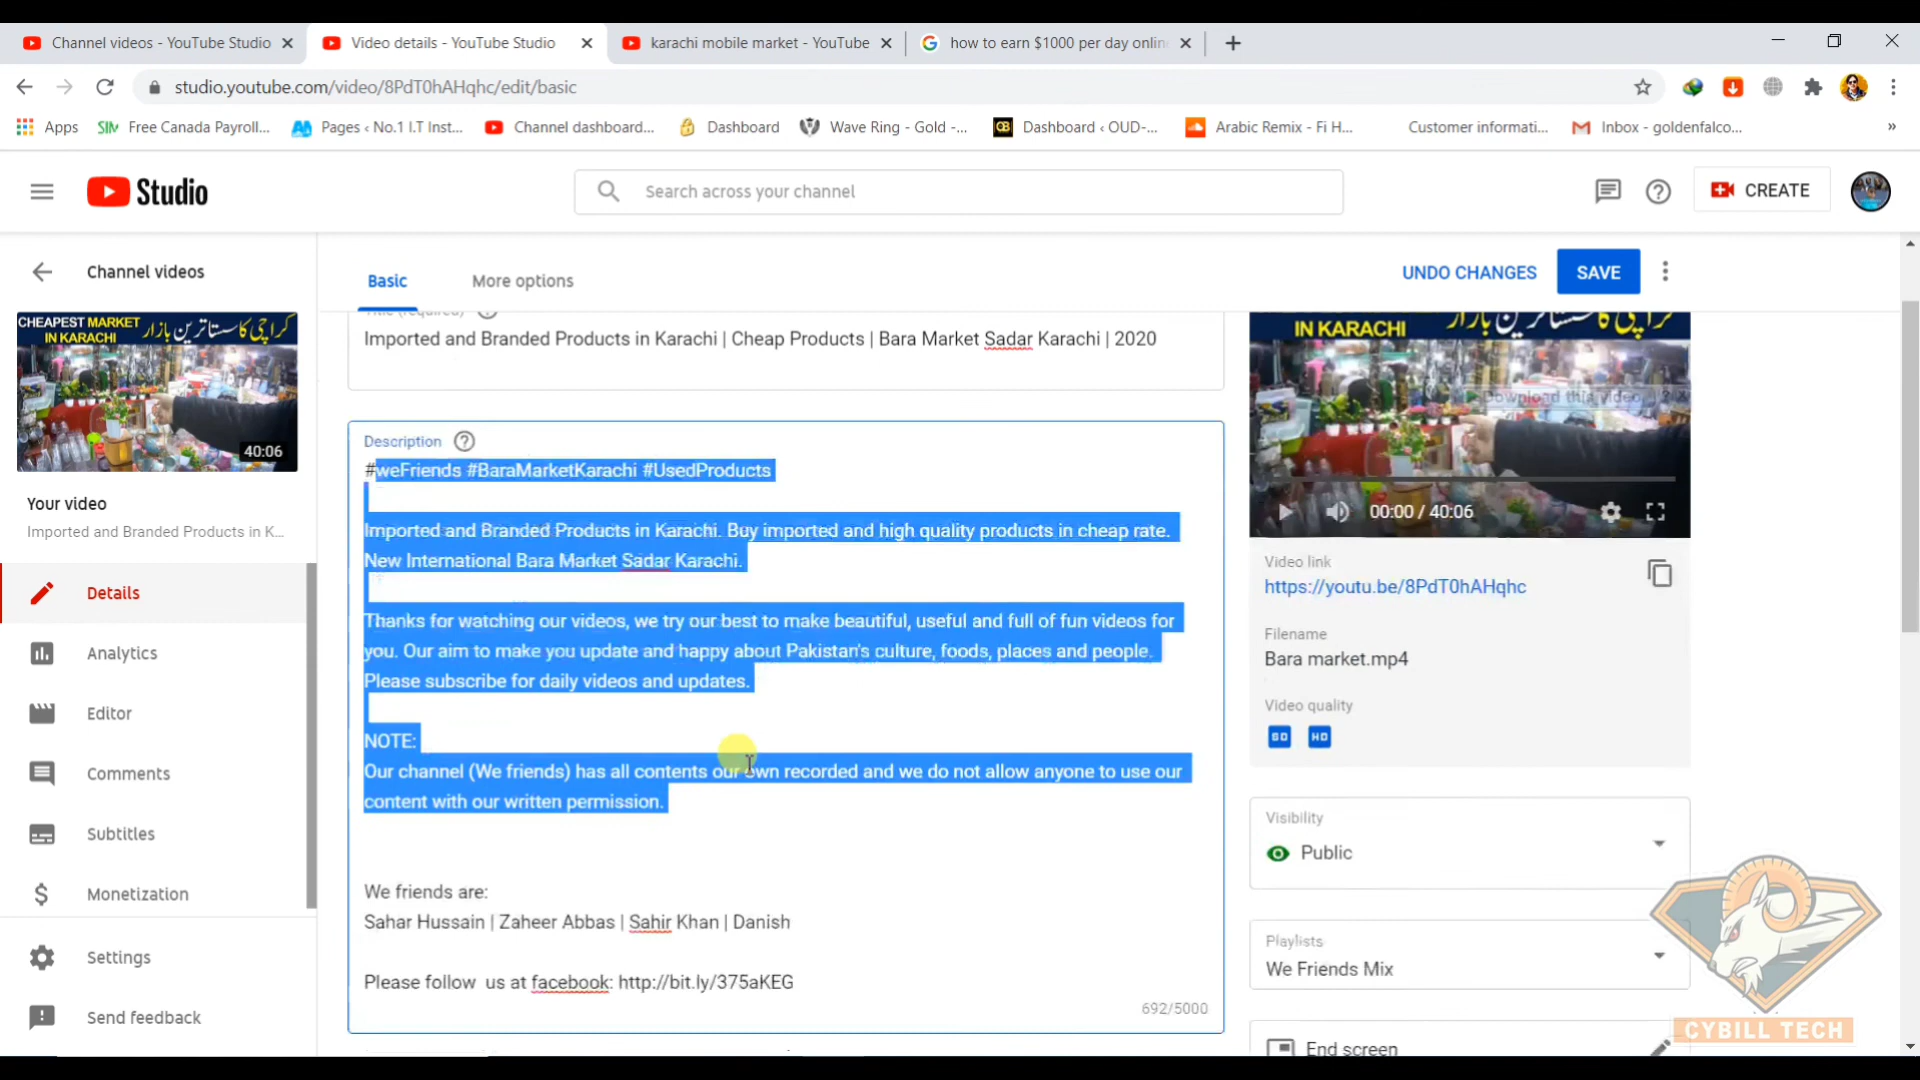 Channel videos - YouTube Studio
Video details - YouTube Studio
karachi mobile market - YouTube
how to earn $1000 per day onlin
studio.youtube.com/video/8PdT0hAHqhc/edit/basic
Apps
Free Canada Payroll...
Pages ‹ No.1 I.T Inst...
Channel dashboard...
Dashboard
Wave Ring - Gold -...
Dashboard ‹ OUD-...
Arabic Remix - Fi H...
Customer informati...
Inbox - goldenfalco...
»
Studio
Search across your channel
CREATE
Channel videos
Basic
More options
UNDO CHANGES
SAVE
CHEAPEST MARKET
IN KARACHI
کراچی کا سستا ترین بازار
40:06
Your video
Imported and Branded Products in K...
Details
Analytics
Editor
Comments
Subtitles
Monetization
Settings
Send feedback
Title (required)
Imported and Branded Products in Karachi | Cheap Products | Bara Market Sadar Karachi | 2020
Description
#weFriends #BaraMarketKarachi #UsedProducts
Imported and Branded Products in Karachi. Buy imported and high quality products in cheap rate.
New International Bara Market Sadar Karachi.
Thanks for watching our videos, we try our best to make beautiful, useful and full of fun videos for
you. Our aim to make you update and happy about Pakistan's culture, foods, places and people.
Please subscribe for daily videos and updates.
NOTE:
Our channel (We friends) has all contents our own recorded and we do not allow anyone to use our
content with our written permission.
We friends are:
Sahar Hussain | Zaheer Abbas | Sahir Khan | Danish
Please follow  us at facebook: http://bit.ly/375aKEG
692/5000
IN KARACHI
Download this video
00:00 / 40:06
Video link
https://youtu.be/8PdT0hAHqhc
Filename
Bara market.mp4
Video quality
SD HD
Visibility
Public
Playlists
We Friends Mix
End screen
CYBILL TECH